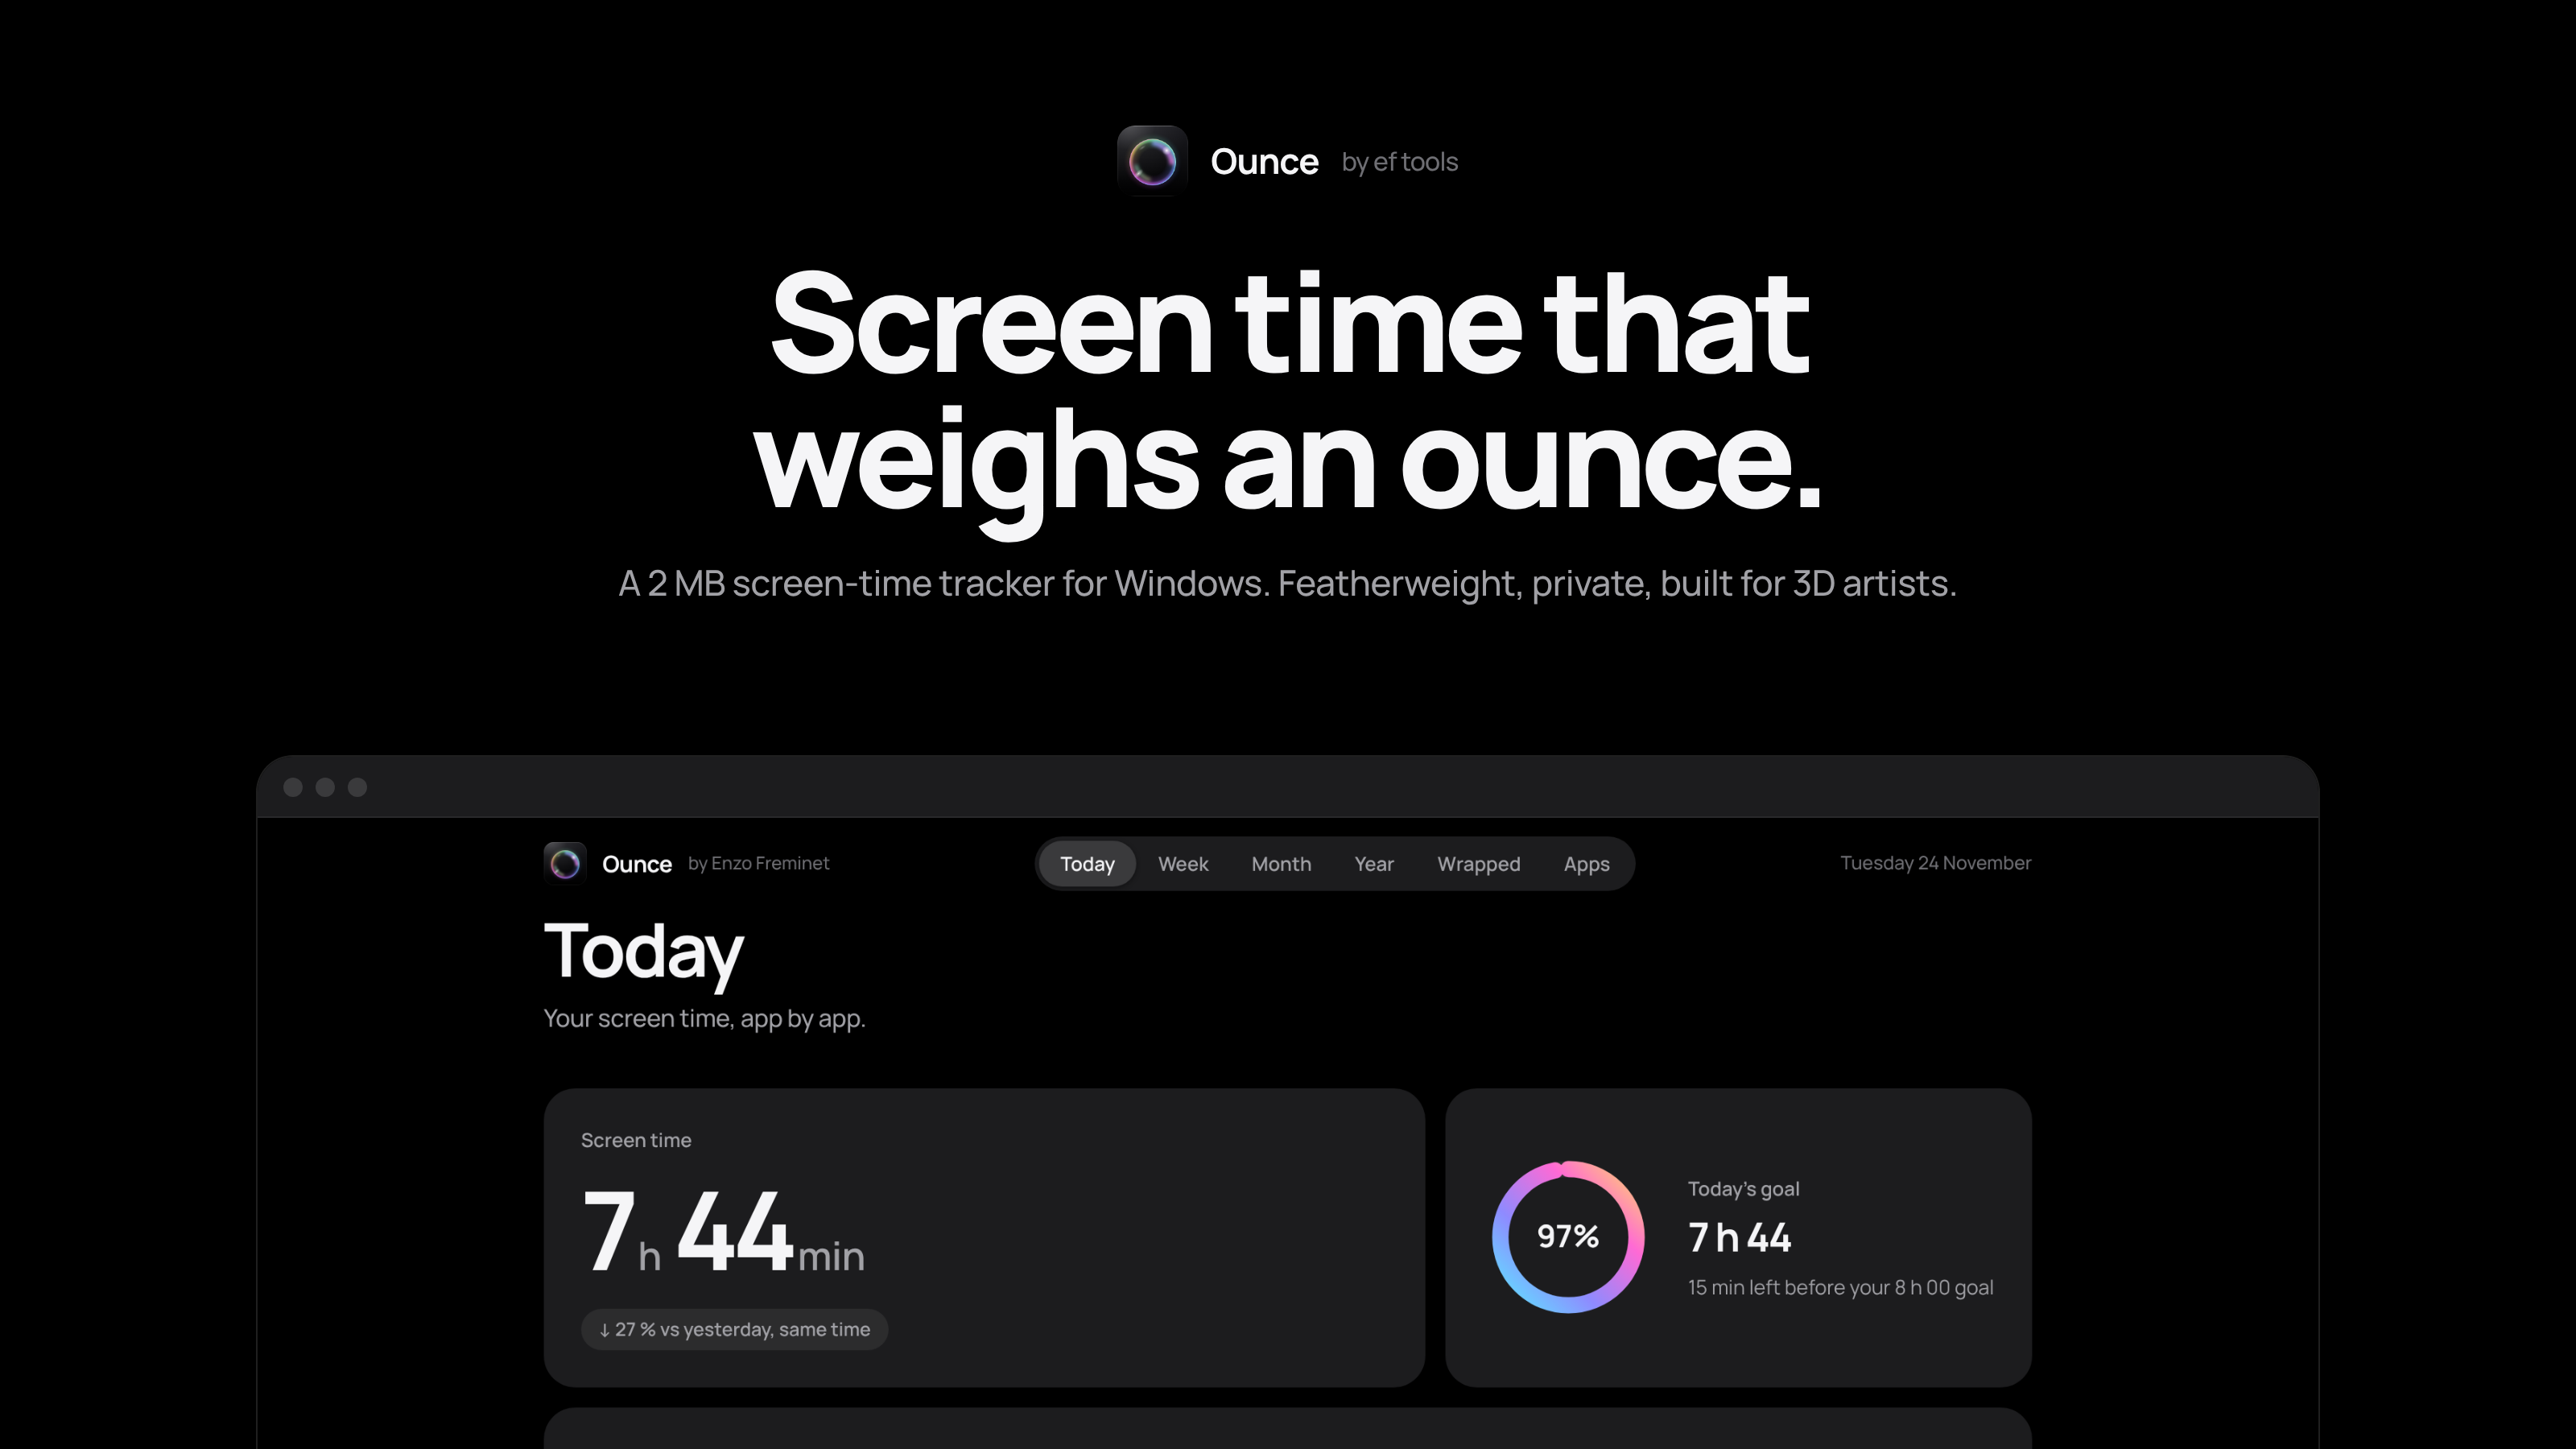 Ounce by ef tools
Screen time that
weighs an ounce.
A 2 MB screen-time tracker for Windows. Featherweight, private, built for 3D artists.
Ounce by Enzo Freminet
Today Week Month Year Wrapped Apps
Tuesday 24 November
Today
Your screen time, app by app.
Screen time
7 h 44 min
↓ 27 % vs yesterday, same time
97%
Today's goal
7 h 44
15 min left before your 8 h 00 goal